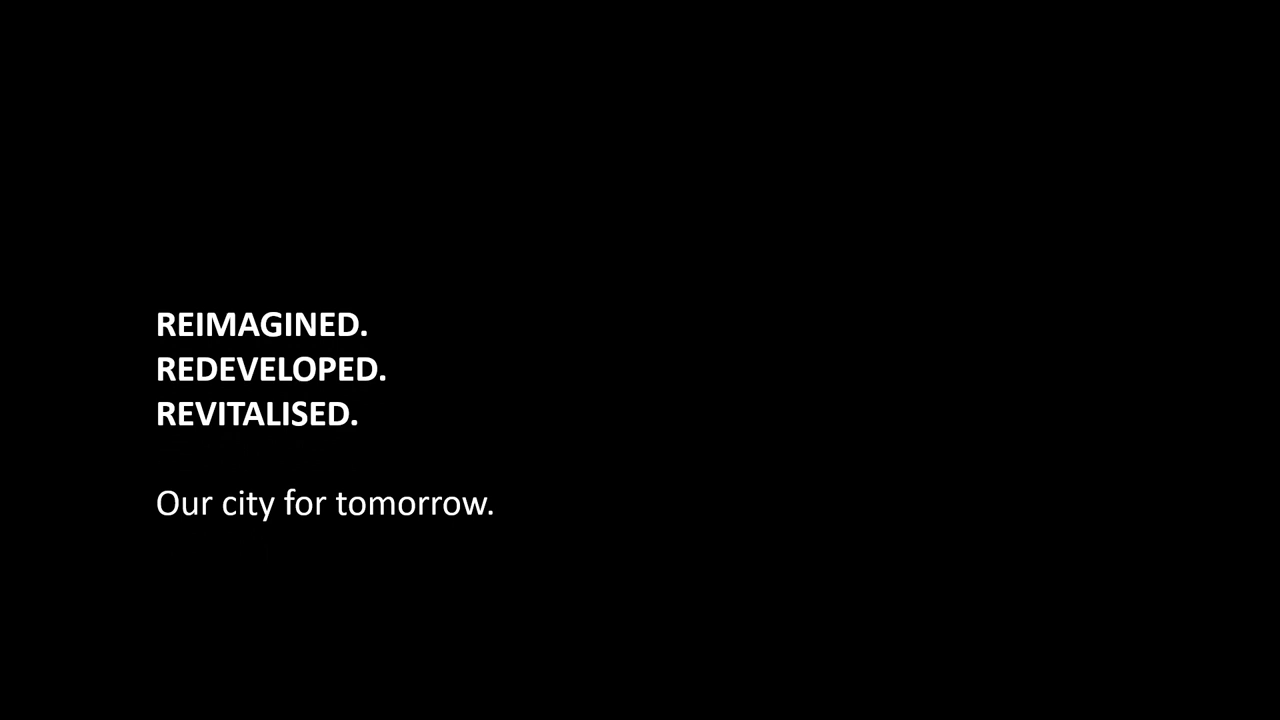 REIMAGINED.
REDEVELOPED.
REVITALISED.
Our city for tomorrow.